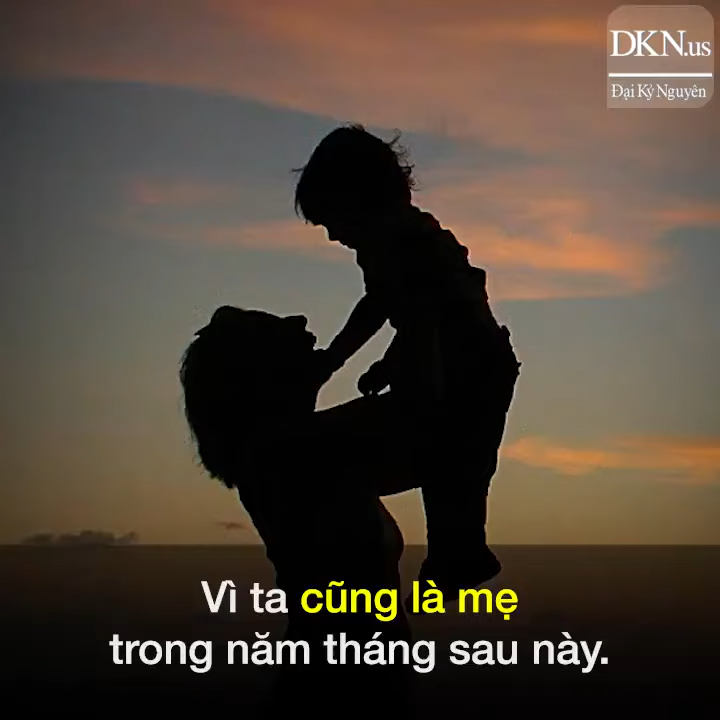 DKN.us
Đại Kỷ Nguyên
Vì ta cũng là mẹ
trong năm tháng sau này.